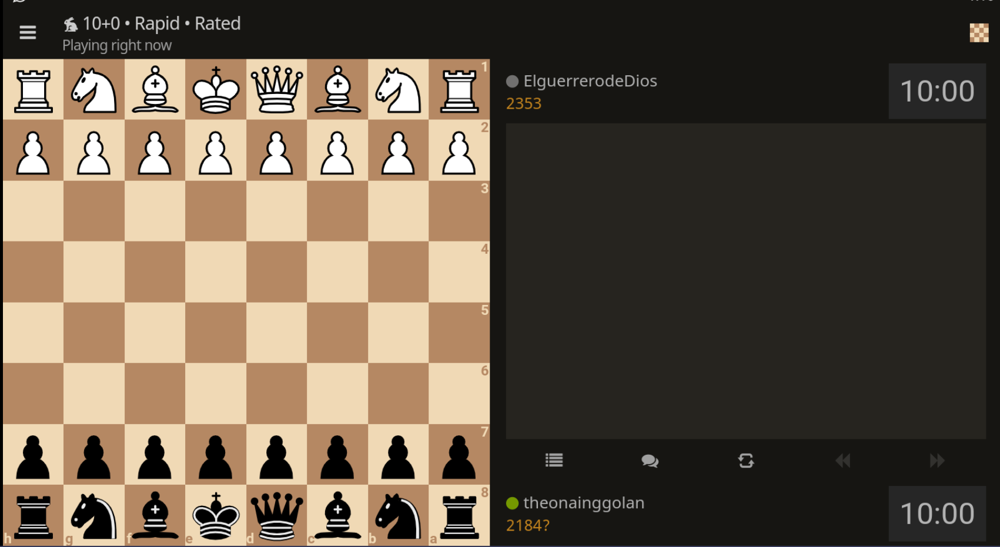 10+0 • Rapid • Rated
Playing right now
1
2
3
4
5
6
7
8
h g f e d c b a
ElguerrerodeDios
2353
10:00
theonainggolan
2184?
10:00